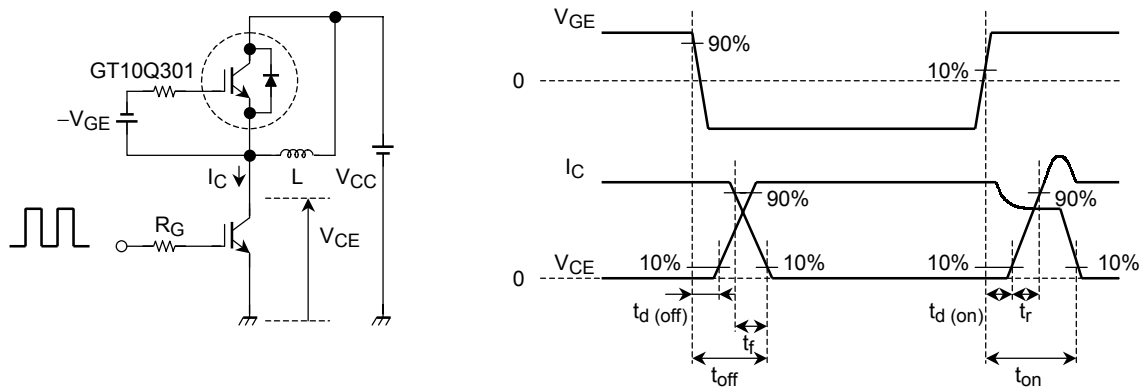 GT10Q301
−VGE
IC
L
VCC
RG
VCE
VGE
90%
10%
0
IC
90%
90%
VCE
10%
10%
10%
10%
0
td (off)
td (on)
tr
tf
toff
ton